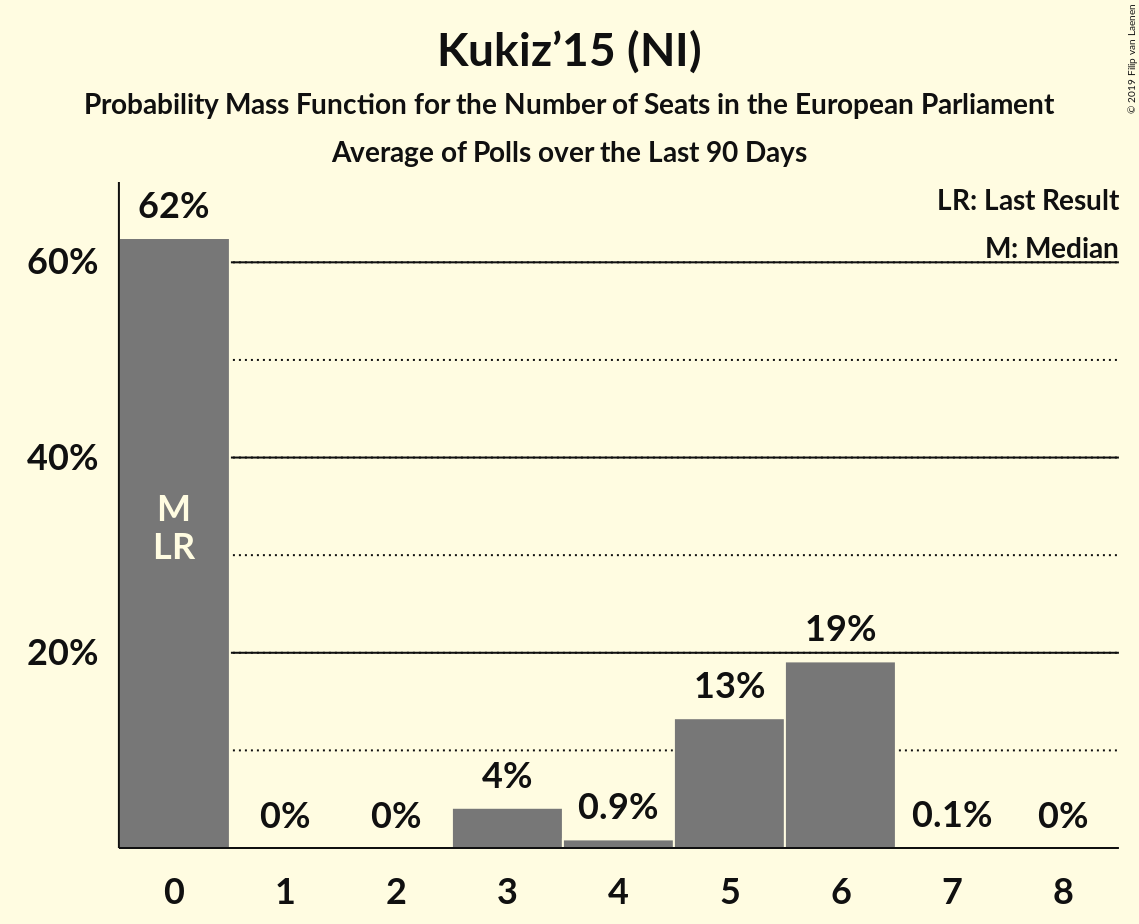 Kukiz’15 (NI)
Probability Mass Function for the Number of Seats in the European Parliament
Average of Polls over the Last 90 Days
© 2019 Filip van Laenen
LR: Last Result
M: Median
62%
60%
40%
20%
M
LR
0%
0%
4%
0.9%
13%
19%
0.1%
0%
0 1 2 3 4 5 6 7 8